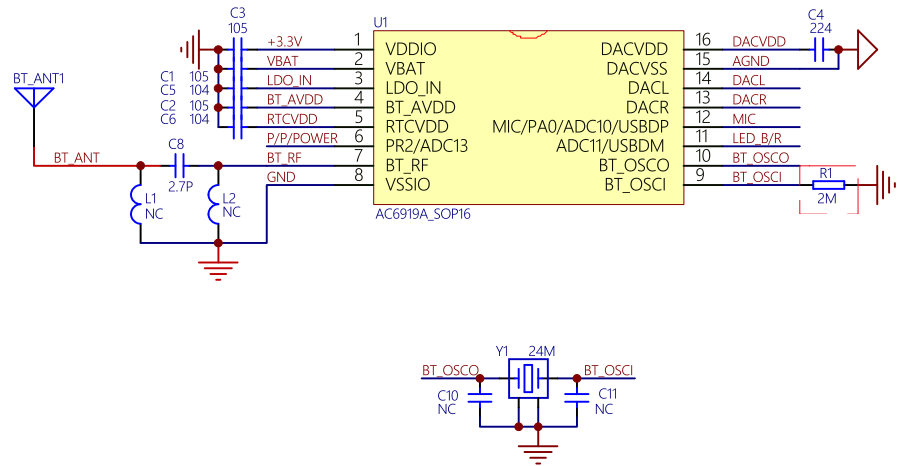 C3
105
U1
C4
224
+3.3V
1
VDDIO
DACVDD
16
DACVDD
VBAT
2
VBAT
DACVSS
15
AGND
C1
105
LDO_IN
3
LDO_IN
DACL
14
DACL
C5
104
BT_AVDD
4
BT_AVDD
DACR
13
DACR
C2
105
RTCVDD
5
RTCVDD
MIC/PA0/ADC10/USBDP
12
MIC
C6
104
P/P/POWER
6
PR2/ADC13
ADC11/USBDM
11
LED_B/R
BT_RF
7
BT_RF
BT_OSCO
10
BT_OSCO
GND
8
VSSIO
BT_OSCI
9
BT_OSCI
AC6919A_SOP16
BT_ANT1
BT_ANT
C8
2.7P
L1
NC
L2
NC
R1
2M
Y1
24M
BT_OSCO
BT_OSCI
C10
NC
C11
NC